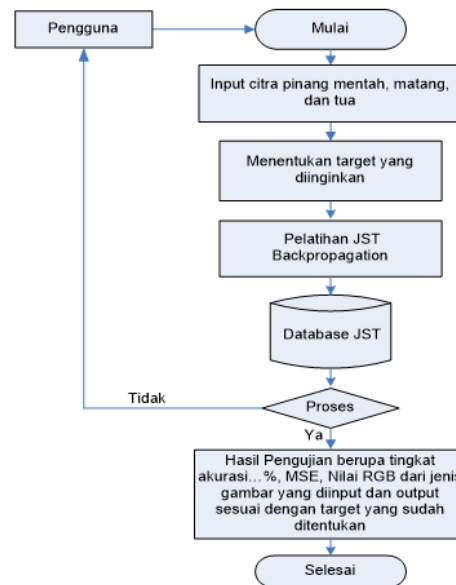 Pengguna
Mulai
Input citra pinang mentah, matang,
dan tua
Menentukan target yang
diinginkan
Pelatihan JST
Backpropagation
Database JST
Tidak
Proses
Ya
Hasil Pengujian berupa tingkat
akurasi...%, MSE, Nilai RGB dari jenis
gambar yang diinput dan output
sesuai dengan target yang sudah
ditentukan
Selesai